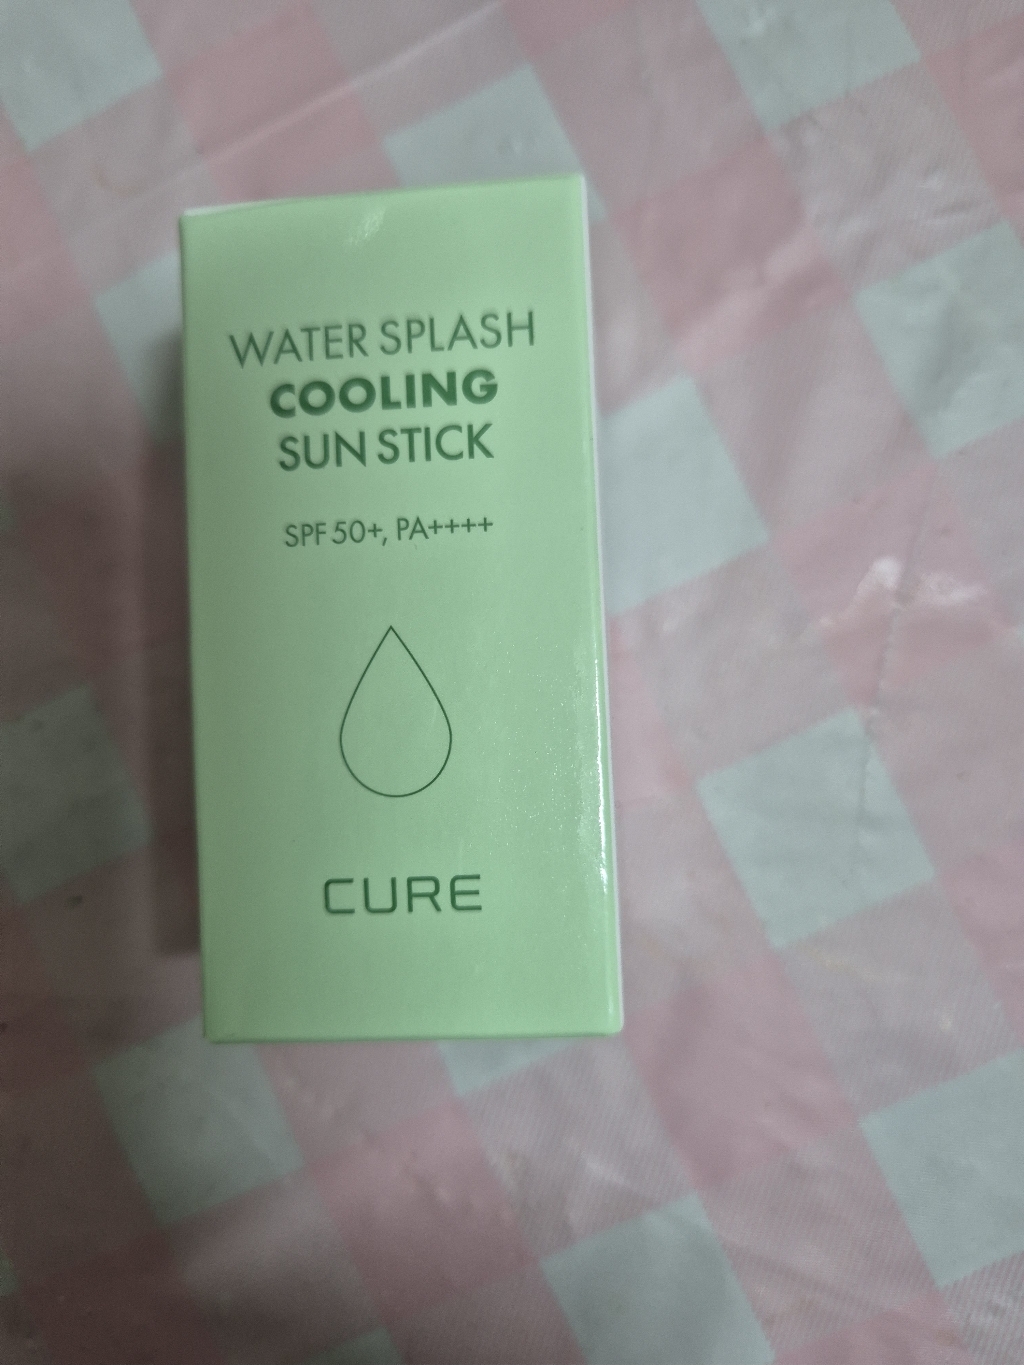 WATER SPLASH
COOLING
SUN STICK
SPF 50+, PA++++
CURE